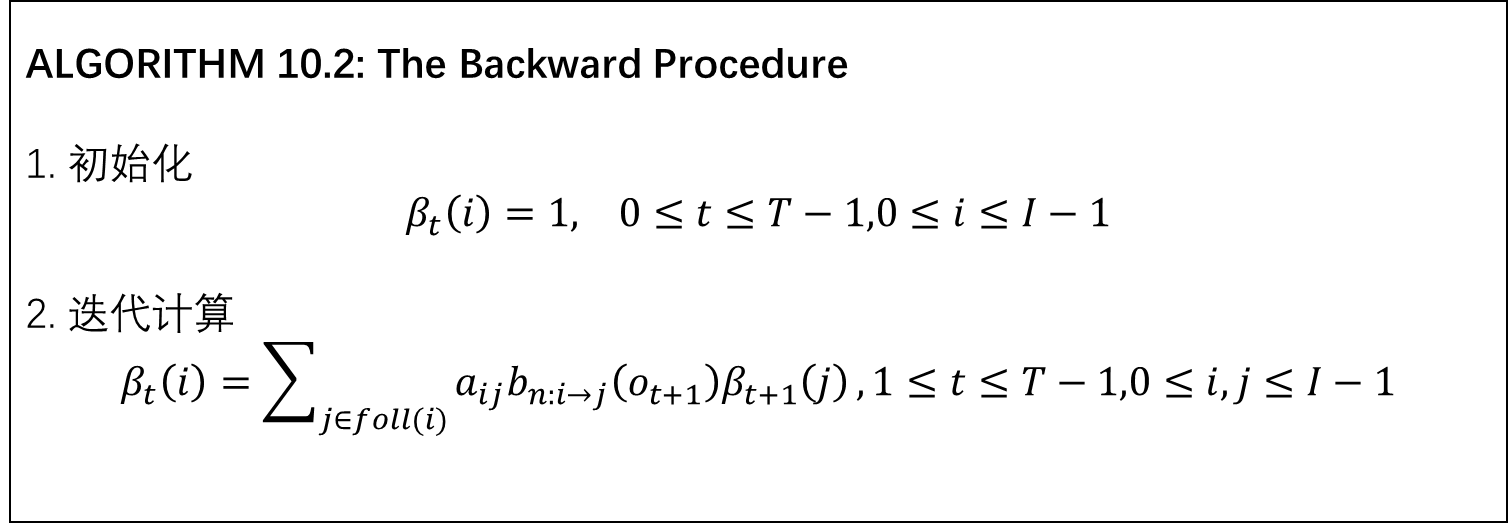 ALGORITHM 10.2: The Backward Procedure
1. 初始化
β_t(i) = 1, 0 ≤ t ≤ T − 1,0 ≤ i ≤ I − 1
2. 迭代计算
β_t(i) = ∑_{j∈foll(i)} a_{ij}b_{n:i→j}(o_{t+1})β_{t+1}(j) , 1 ≤ t ≤ T − 1,0 ≤ i, j ≤ I − 1